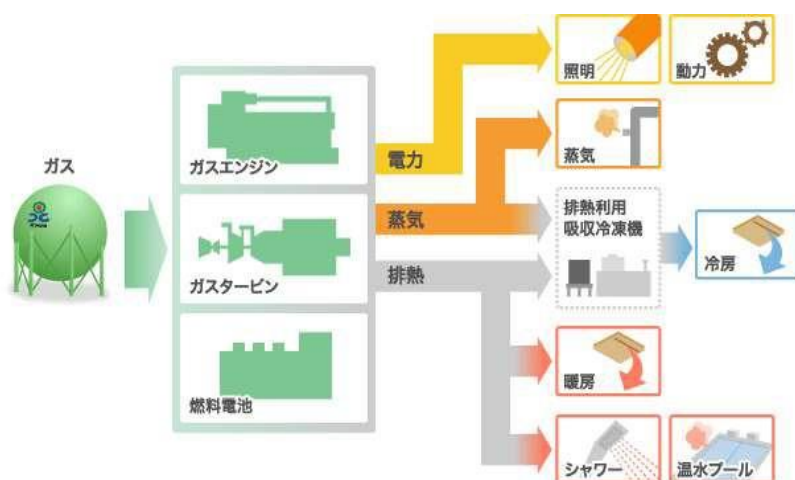 ガス
ガスエンジン
ガスタービン
燃料電池
電力
蒸気
排熱
照明
動力
蒸気
排熱利用
吸収冷凍機
冷房
暖房
シャワー
温水プール